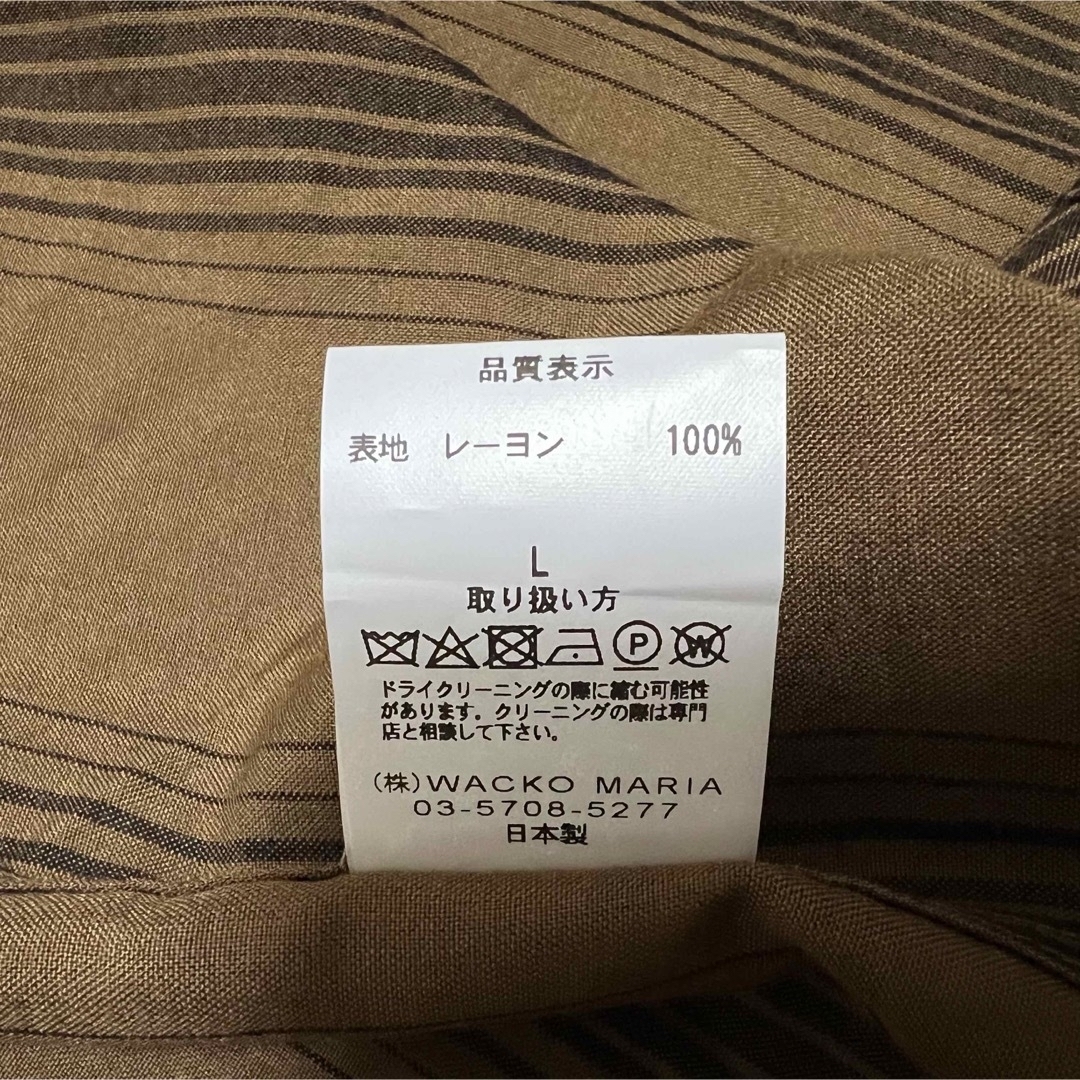 品質表示
表地 レーヨン 100%
L
取り扱い方
P W
ドライクリーニングの際に縮む可能性
があります。クリーニングの際は専門
店と相談して下さい。
(株)WACKO MARIA
03-5708-5277
日本製